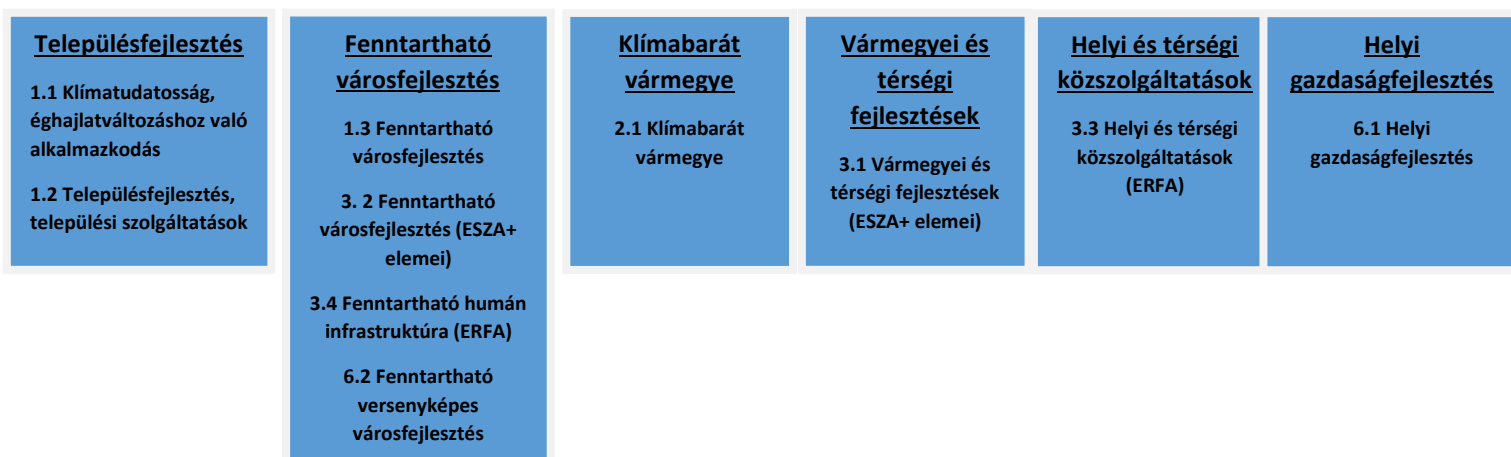 Településfejlesztés
1.1 Klímatudatosság,
éghajlatváltozáshoz való
alkalmazkodás
1.2 Településfejlesztés,
települési szolgáltatások
Fenntartható
városfejlesztés
1.3 Fenntartható
városfejlesztés
3. 2 Fenntartható
városfejlesztés (ESZA+
elemei)
3.4 Fenntartható humán
infrastruktúra (ERFA)
6.2 Fenntartható
versenyképes
városfejlesztés
Klímabarát
vármegye
2.1 Klímabarát
vármegye
Vármegyei és
térségi
fejlesztések
3.1 Vármegyei és
térségi fejlesztések
(ESZA+ elemei)
Helyi és térségi
közszolgáltatások
3.3 Helyi és térségi
közszolgáltatások
(ERFA)
Helyi
gazdaságfejlesztés
6.1 Helyi
gazdaságfejlesztés